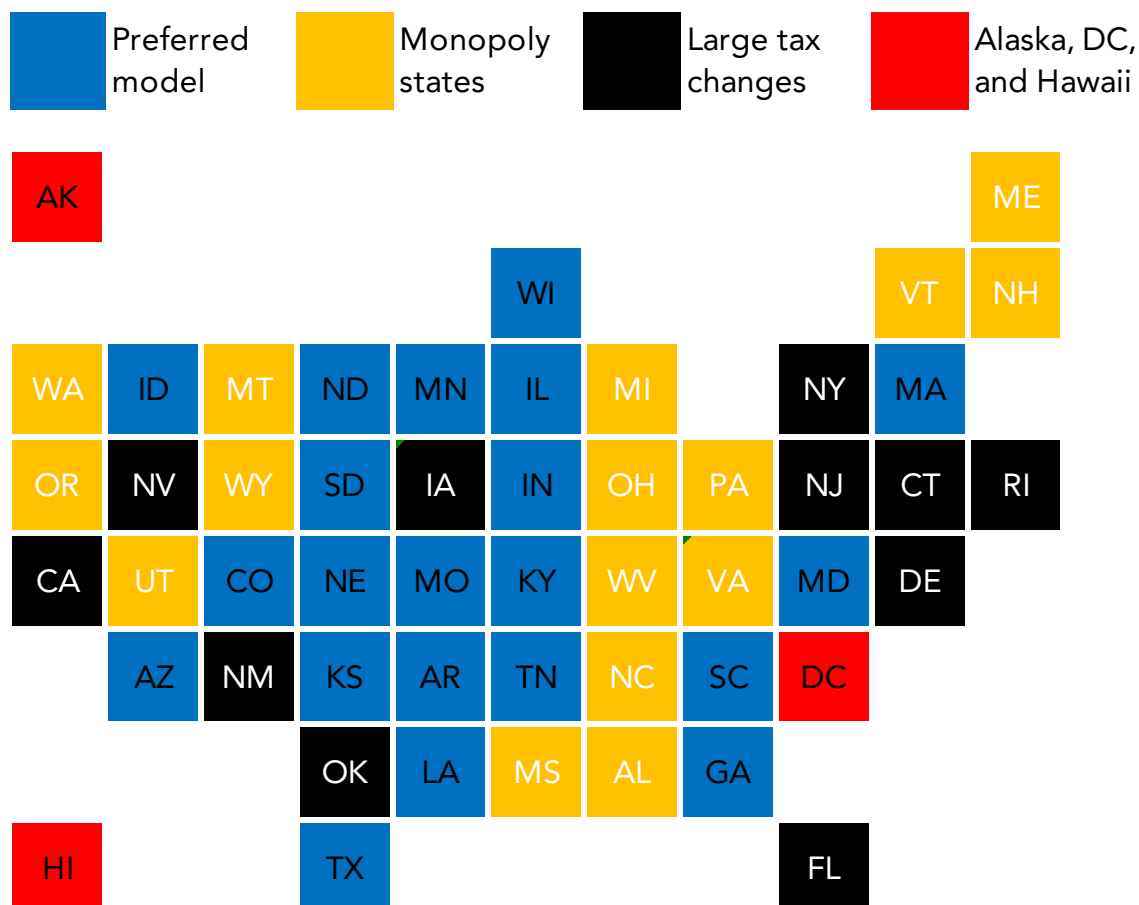 Preferred model
Monopoly states
Large tax changes
Alaska, DC, and Hawaii
AK
ME
WI
VT
NH
WA
ID
MT
ND
MN
IL
MI
NY
MA
OR
NV
WY
SD
IA
IN
OH
PA
NJ
CT
RI
CA
UT
CO
NE
MO
KY
WV
VA
MD
DE
AZ
NM
KS
AR
TN
NC
SC
DC
OK
LA
MS
AL
GA
HI
TX
FL